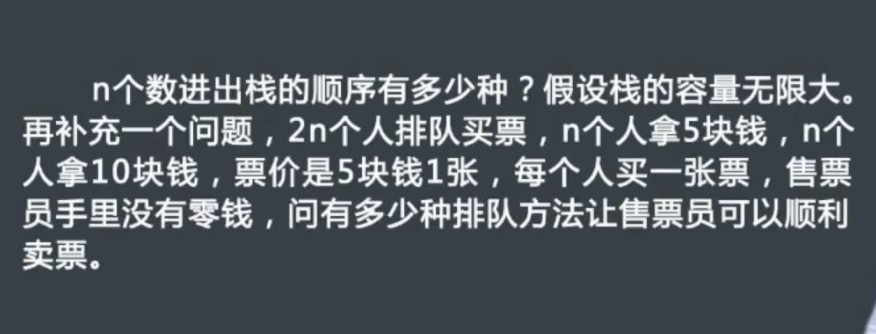 n个数进出栈的顺序有多少种？假设栈的容量无限大。
再补充一个问题，2n个人排队买票，n个人拿5块钱，n个
人拿10块钱，票价是5块钱1张，每个人买一张票，售票
员手里没有零钱，问有多少种排队方法让售票员可以顺利
卖票。